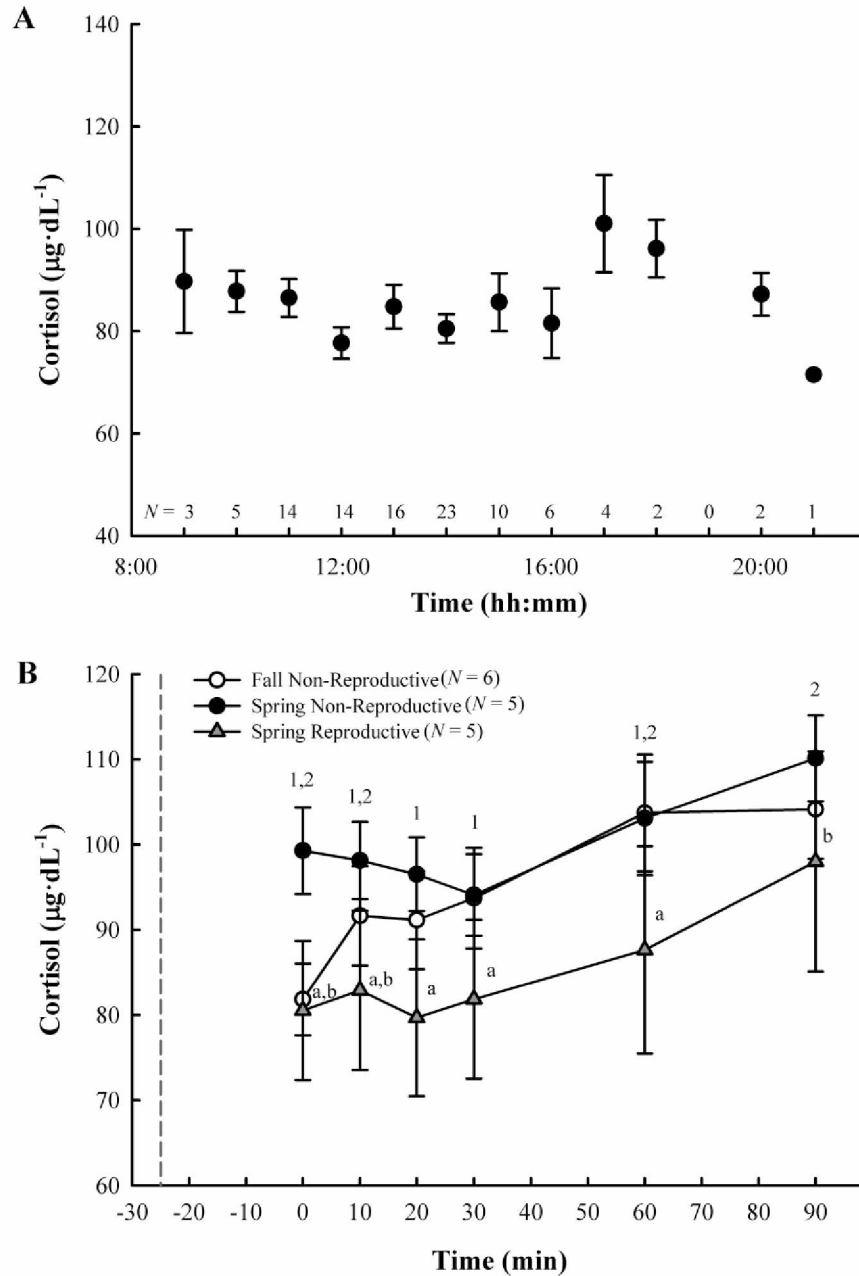 A
140
120
100
80
60
40
Cortisol (µg·dL⁻¹)
N = 3 5 14 14 16 23 10 6 4 2 0 2 1
8:00 12:00 16:00 20:00
Time (hh:mm)
B
120
110
100
90
80
70
60
Cortisol (µg·dL⁻¹)
Fall Non-Reproductive (N = 6)
Spring Non-Reproductive (N = 5)
Spring Reproductive (N = 5)
1,2 1,2 1 1 1,2 2
a,b a,b a a a b
-30 -20 -10 0 10 20 30 40 50 60 70 80 90
Time (min)